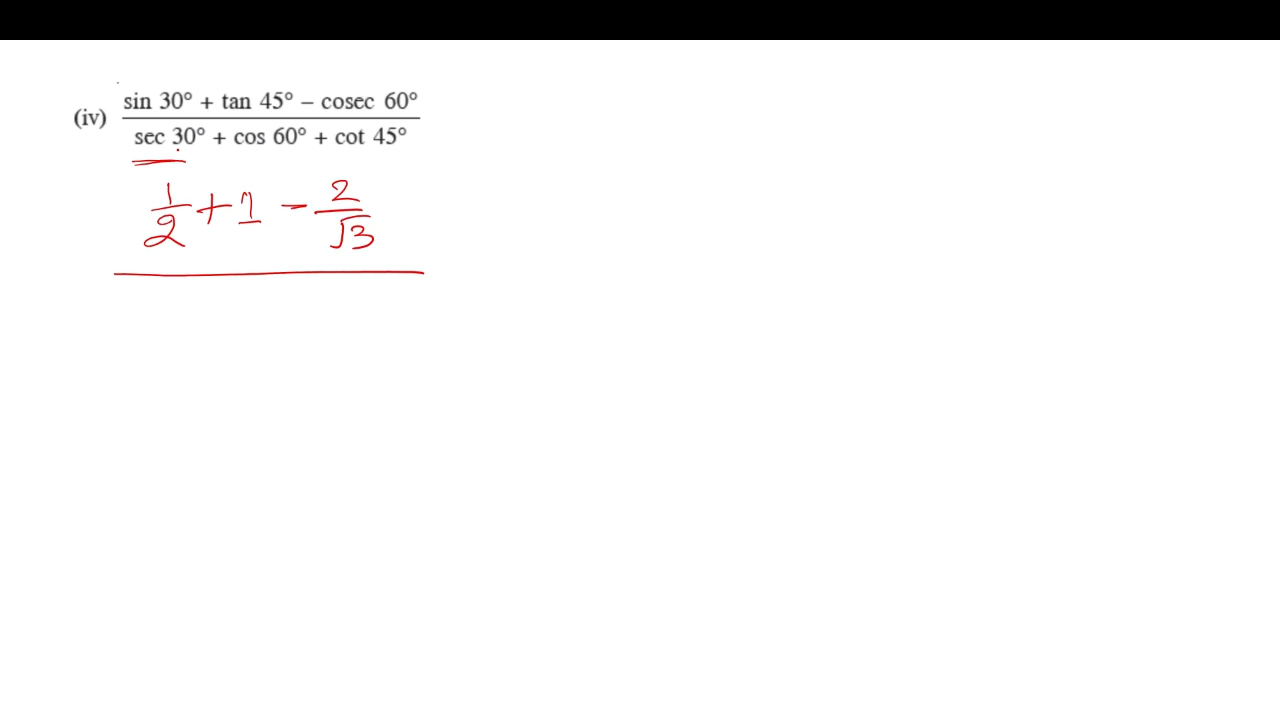 (iv) sin 30° + tan 45° – cosec 60°
sec 30° + cos 60° + cot 45°
1/2 + 1 - 2/√3